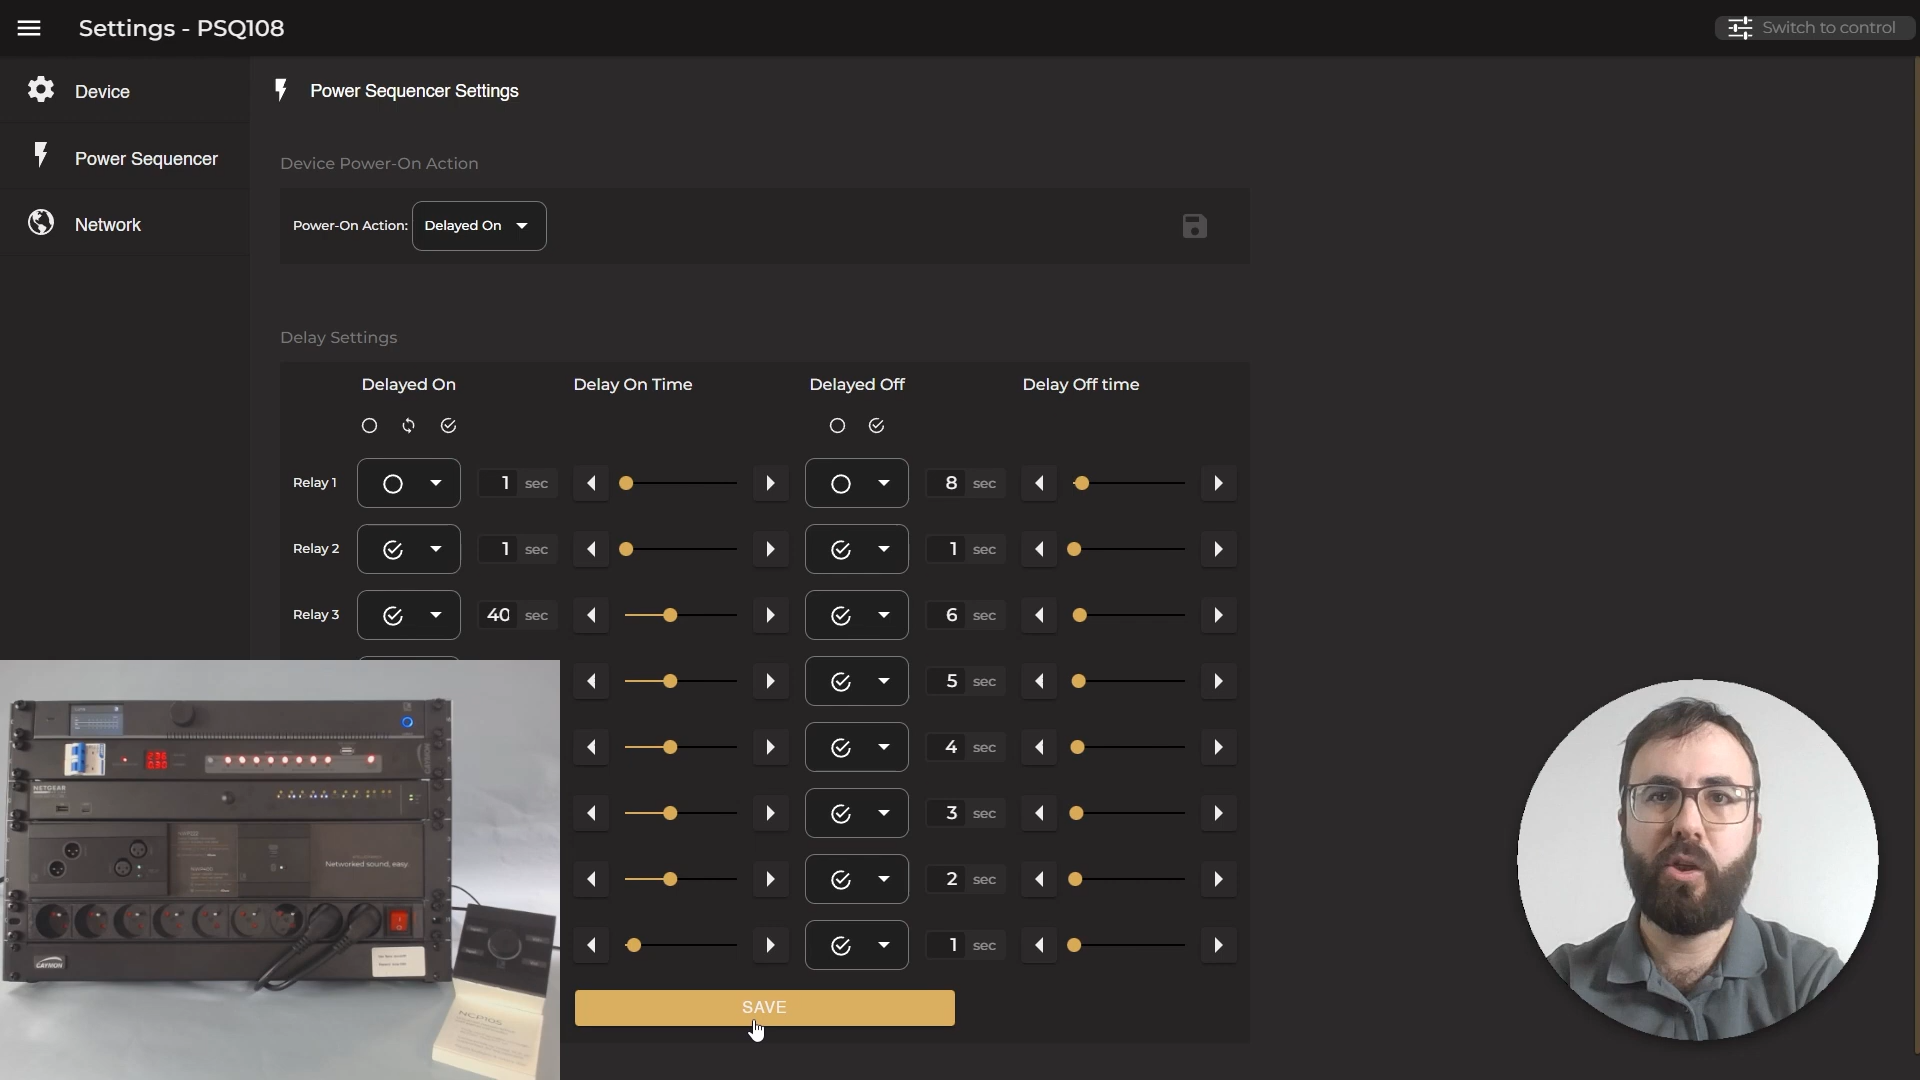 Settings - PSQ108
Switch to control
Device
Power Sequencer
Network
Power Sequencer Settings
Device Power-On Action
Power-On Action: Delayed On
Delay Settings
Delayed On Delay On Time Delayed Off Delay Off time
Relay 1 1 sec 8 sec
Relay 2 1 sec 1 sec
Relay 3 40 sec 6 sec
5 sec
4 sec
3 sec
2 sec
1 sec
SAVE
NETGEAR
Networked sound, easy.
CAYMON
NCP105